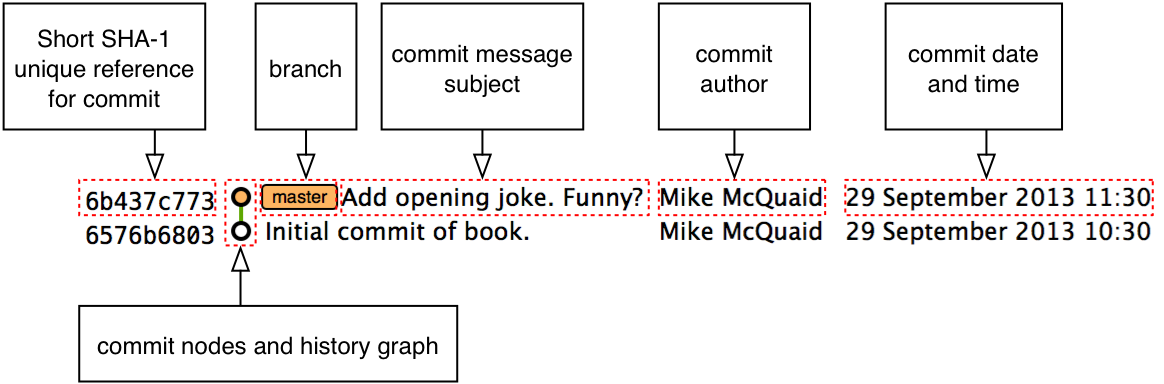 Short SHA-1
unique reference
for commit
branch
commit message
subject
commit
author
commit date
and time
6b437c773 master Add opening joke. Funny? Mike McQuaid 29 September 2013 11:30
6576b6803 Initial commit of book. Mike McQuaid 29 September 2013 10:30
commit nodes and history graph